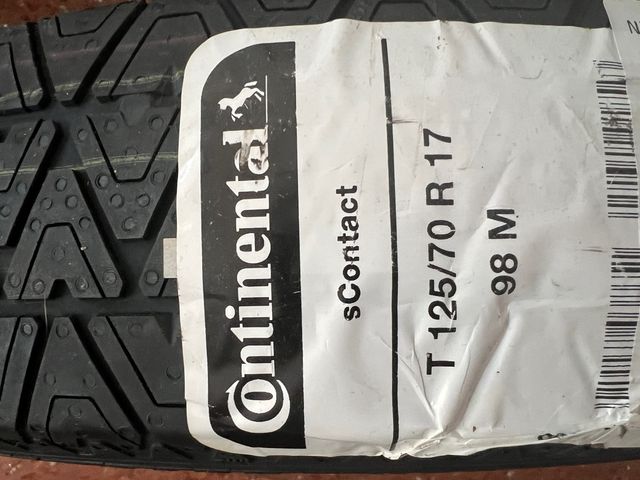 Continental
sContact
T 125/70 R 17
98 M